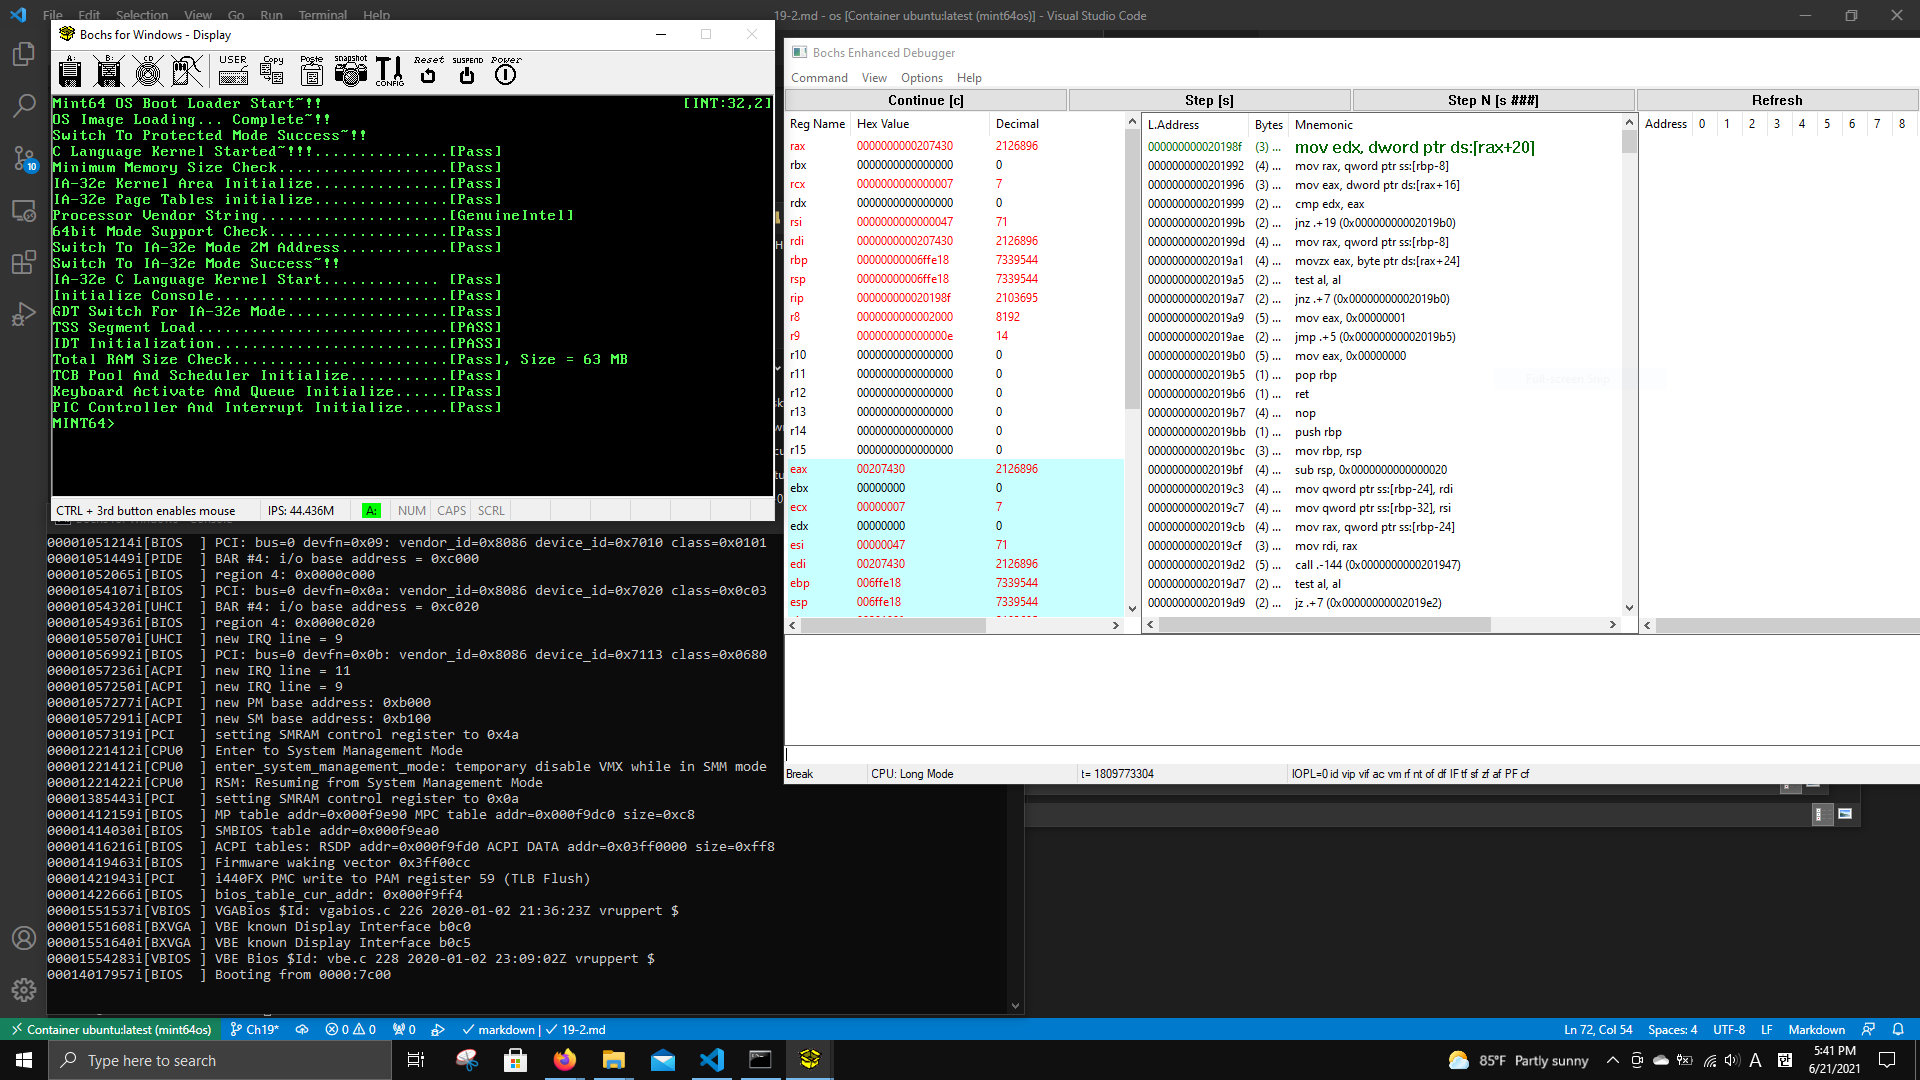 File Edit Selection View Go Run Terminal Help
19-2.md - os [Container ubuntu:latest (mint64os)] - Visual Studio Code
Bochs for Windows - Display
A: B: CD USER Copy Paste snapshot CONFIG Reset SUSPEND Power
Mint64 OS Boot Loader Start~!! [INT:32,2]
OS Image Loading... Complete~!!
Switch To Protected Mode Success~!!
C Language Kernel Started~!!!...............[Pass]
Minimum Memory Size Check...................[Pass]
IA-32e Kernel Area Initialize...............[Pass]
IA-32e Page Tables initialize...............[Pass]
Processor Vendor String.....................[GenuineIntel]
64bit Mode Support Check....................[Pass]
Switch To IA-32e Mode 2M Address............[Pass]
Switch To IA-32e Mode Success~!!
IA-32e C Language Kernel Start............. [Pass]
Initialize Console..........................[Pass]
GDT Switch For IA-32e Mode..................[Pass]
TSS Segment Load............................[PASS]
IDT Initialization..........................[PASS]
Total RAM Size Check........................[Pass], Size = 63 MB
TCB Pool And Scheduler Initialize...........[Pass]
Keyboard Activate And Queue Initialize......[Pass]
PIC Controller And Interrupt Initialize.....[Pass]
MINT64>
CTRL + 3rd button enables mouse IPS: 44.436M A: NUM CAPS SCRL
00001051214i[BIOS ] PCI: bus=0 devfn=0x09: vendor_id=0x8086 device_id=0x7010 class=0x0101
00001051449i[PIDE ] BAR #4: i/o base address = 0xc000
00001052065i[BIOS ] region 4: 0x0000c000
00001054107i[BIOS ] PCI: bus=0 devfn=0x0a: vendor_id=0x8086 device_id=0x7020 class=0x0c03
00001054320i[UHCI ] BAR #4: i/o base address = 0xc020
00001054936i[BIOS ] region 4: 0x0000c020
00001055070i[UHCI ] new IRQ line = 9
00001056992i[BIOS ] PCI: bus=0 devfn=0x0b: vendor_id=0x8086 device_id=0x7113 class=0x0680
00001057236i[ACPI ] new IRQ line = 11
00001057250i[ACPI ] new IRQ line = 9
00001057277i[ACPI ] new PM base address: 0xb000
00001057291i[ACPI ] new SM base address: 0xb100
00001057319i[PCI ] setting SMRAM control register to 0x4a
00001221412i[CPU0 ] Enter to System Management Mode
00001221412i[CPU0 ] enter_system_management_mode: temporary disable VMX while in SMM mode
00001221422i[CPU0 ] RSM: Resuming from System Management Mode
00001385443i[PCI ] setting SMRAM control register to 0x0a
00001412159i[BIOS ] MP table addr=0x000f9e90 MPC table addr=0x000f9dc0 size=0xc8
00001414030i[BIOS ] SMBIOS table addr=0x000f9ea0
00001416216i[BIOS ] ACPI tables: RSDP addr=0x000f9fd0 ACPI DATA addr=0x03ff0000 size=0xff8
00001419463i[BIOS ] Firmware waking vector 0x3ff00cc
00001421943i[PCI ] i440FX PMC write to PAM register 59 (TLB Flush)
00001422666i[BIOS ] bios_table_cur_addr: 0x000f9ff4
00001551537i[VBIOS ] VGABios $Id: vgabios.c 226 2020-01-02 21:36:23Z vruppert $
00001551608i[BXVGA ] VBE known Display Interface b0c0
00001551640i[BXVGA ] VBE known Display Interface b0c5
00001554283i[VBIOS ] VBE Bios $Id: vbe.c 228 2020-01-02 23:09:02Z vruppert $
00014017957i[BIOS ] Booting from 0000:7c00
Bochs Enhanced Debugger
Command View Options Help
Continue [c] Step [s] Step N [s ###] Refresh
Reg Name Hex Value Decimal
rax 0000000000207430 2126896
rbx 0000000000000000 0
rcx 0000000000000007 7
rdx 0000000000000000 0
rsi 0000000000000047 71
rdi 0000000000207430 2126896
rbp 00000000006ffe18 7339544
rsp 00000000006ffe18 7339544
rip 000000000020198f 2103695
r8 0000000000002000 8192
r9 000000000000000e 14
r10 0000000000000000 0
r11 0000000000000000 0
r12 0000000000000000 0
r13 0000000000000000 0
r14 0000000000000000 0
r15 0000000000000000 0
eax 00207430 2126896
ebx 00000000 0
ecx 00000007 7
edx 00000000 0
esi 00000047 71
edi 00207430 2126896
ebp 006ffe18 7339544
esp 006ffe18 7339544
L.Address Bytes Mnemonic
000000000020198f (3) ... mov edx, dword ptr ds:[rax+20]
0000000000201992 (4) ... mov rax, qword ptr ss:[rbp-8]
0000000000201996 (3) ... mov eax, dword ptr ds:[rax+16]
0000000000201999 (2) ... cmp edx, eax
000000000020199b (2) ... jnz .+19 (0x00000000002019b0)
000000000020199d (4) ... mov rax, qword ptr ss:[rbp-8]
00000000002019a1 (4) ... movzx eax, byte ptr ds:[rax+24]
00000000002019a5 (2) ... test al, al
00000000002019a7 (2) ... jnz .+7 (0x00000000002019b0)
00000000002019a9 (5) ... mov eax, 0x00000001
00000000002019ae (2) ... jmp .+5 (0x00000000002019b5)
00000000002019b0 (5) ... mov eax, 0x00000000
00000000002019b5 (1) ... pop rbp
00000000002019b6 (1) ... ret
00000000002019b7 (4) ... nop
00000000002019bb (1) ... push rbp
00000000002019bc (3) ... mov rbp, rsp
00000000002019bf (4) ... sub rsp, 0x0000000000000020
00000000002019c3 (4) ... mov qword ptr ss:[rbp-24], rdi
00000000002019c7 (4) ... mov qword ptr ss:[rbp-32], rsi
00000000002019cb (4) ... mov rax, qword ptr ss:[rbp-24]
00000000002019cf (3) ... mov rdi, rax
00000000002019d2 (5) ... call .-144 (0x0000000000201947)
00000000002019d7 (2) ... test al, al
00000000002019d9 (2) ... jz .+7 (0x00000000002019e2)
Address 0 1 2 3 4 5 6 7 8
Full-screen Snip
Break CPU: Long Mode t= 1809773304 IOPL=0 id vip vif ac vm rf nt of df IF tf sf zf af PF cf
10
Container ubuntu:latest (mint64os) Ch19* 0 0 0 markdown | 19-2.md Ln 72, Col 54 Spaces: 4 UTF-8 LF Markdown
Type here to search 85°F Partly sunny A 한 5:41 PM
6/21/2021